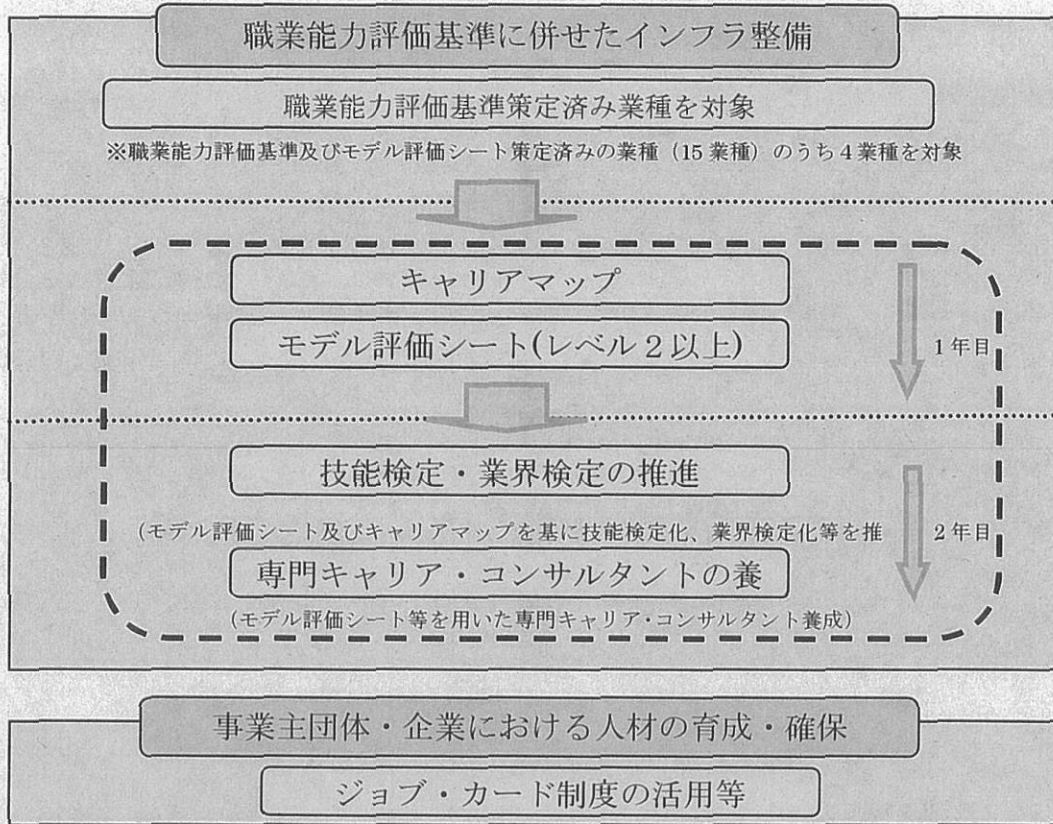 職業能力評価基準に併せたインフラ整備
職業能力評価基準策定済み業種を対象
※職業能力評価基準及びモデル評価シート策定済みの業種（15業種）のうち４業種を対象
キャリアマップ
モデル評価シート(レベル２以上)
1年目
技能検定・業界検定の推進
(モデル評価シート及びキャリアマップを基に技能検定化、業界検定化等を推
2年目
専門キャリア・コンサルタントの養
(モデル評価シート等を用いた専門キャリア･コンサルタント養成)
事業主団体・企業における人材の育成・確保
ジョブ・カード制度の活用等